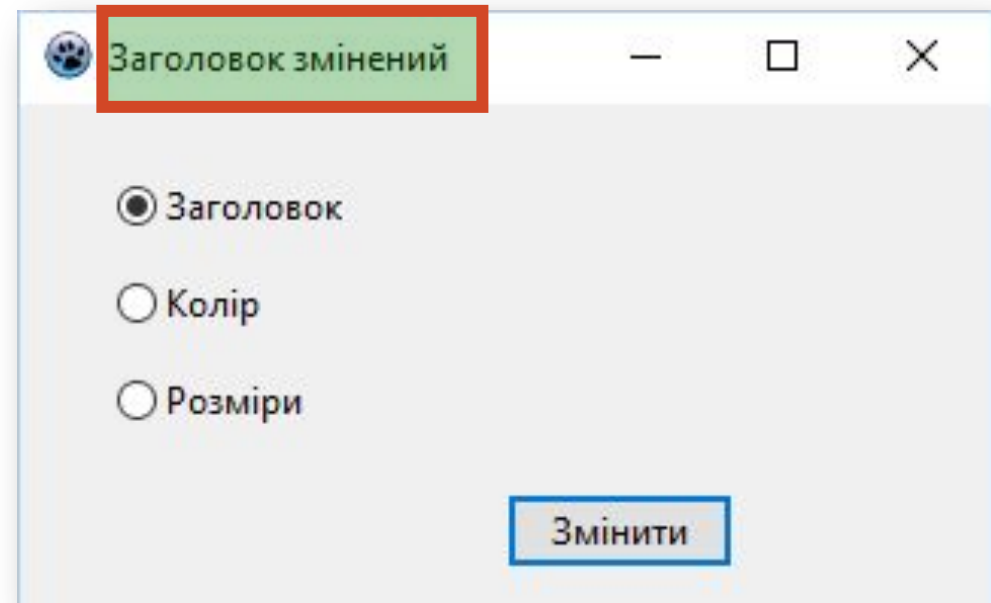 Заголовок змінений
Заголовок
Колір
Розміри
Змінити